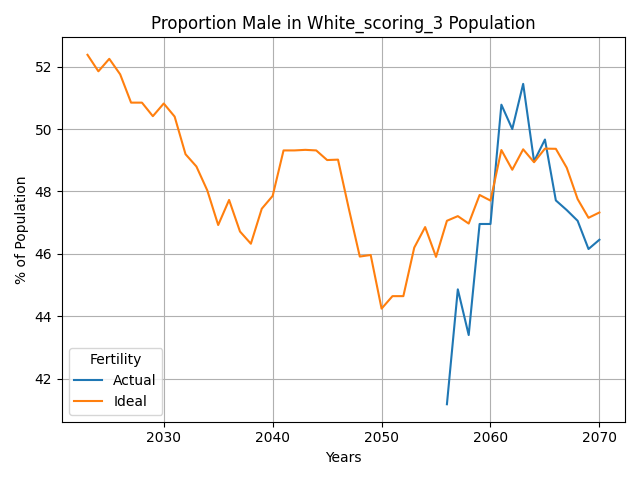 Proportion Male in White_scoring_3 Population
% of Population
52
50
48
46
44
42
Fertility
Actual
Ideal
2030 2040 2050 2060 2070
Years